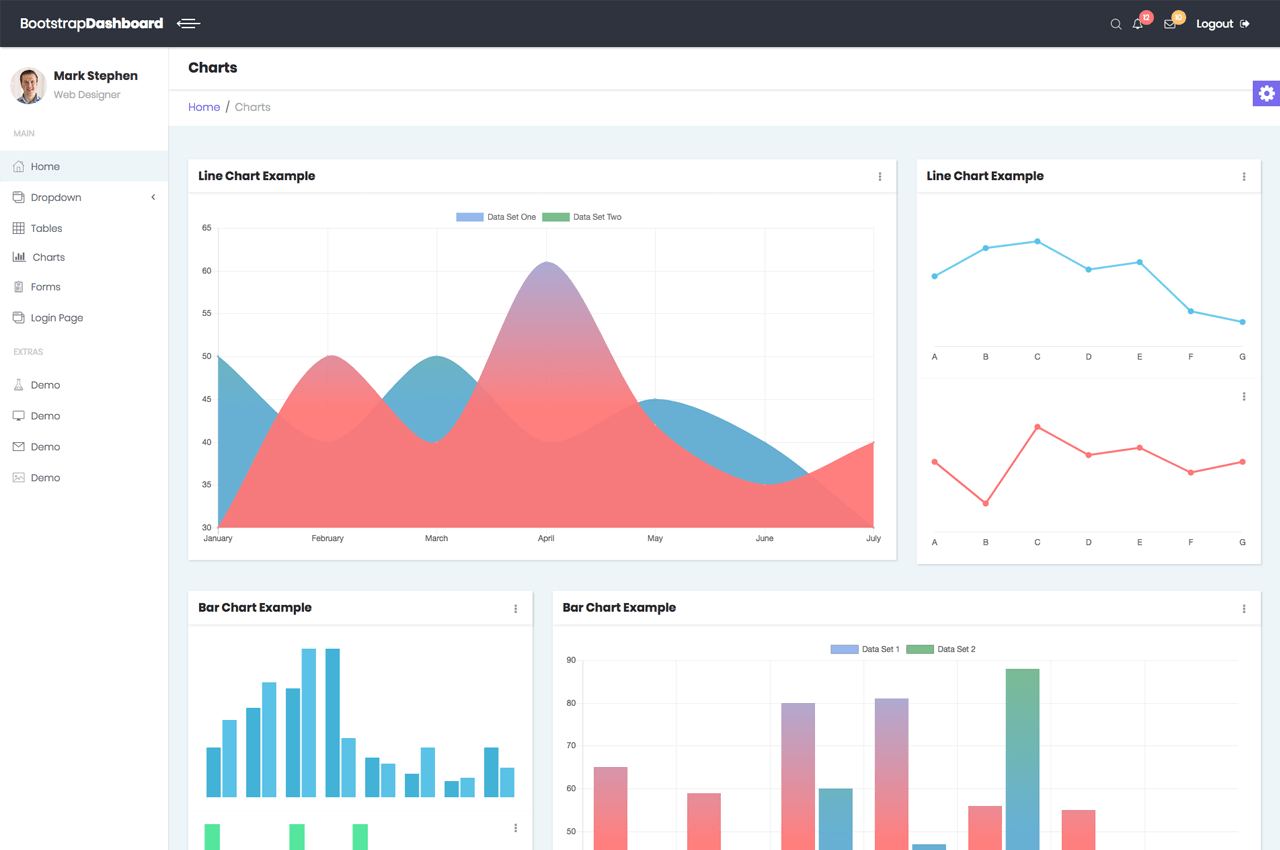 BootstrapDashboard
12
10
Logout
Mark Stephen
Web Designer
MAIN
Home
Dropdown
Tables
Charts
Forms
Login Page
EXTRAS
Demo
Demo
Demo
Demo
Charts
Home / Charts
Line Chart Example
Data Set One Data Set Two
65
60
55
50
45
40
35
30
January February March April May June July
Line Chart Example
A B C D E F G
A B C D E F G
Bar Chart Example
Bar Chart Example
Data Set 1 Data Set 2
90
80
70
60
50